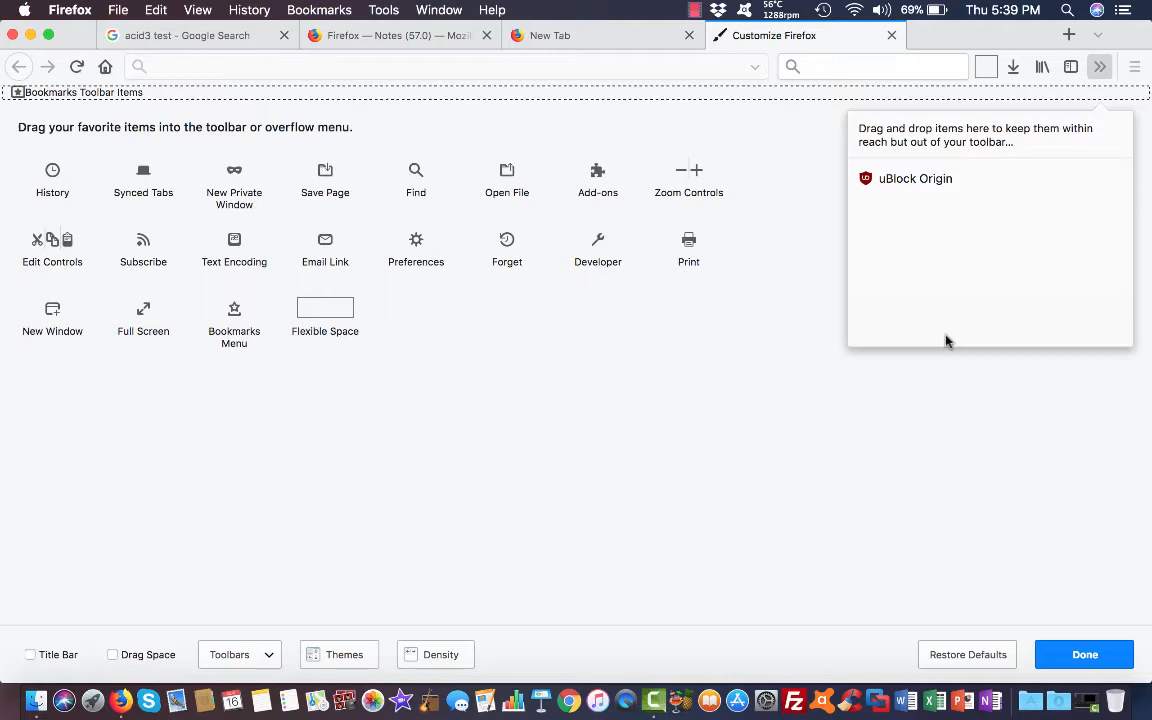 Firefox File Edit View History Bookmarks Tools Window Help 56°C 1288rpm 69% Thu 5:39 PM
acid3 test - Google Search
Firefox — Notes (57.0) — Mozil
New Tab
Customize Firefox
Bookmarks Toolbar Items
Drag your favorite items into the toolbar or overflow menu.
Drag and drop items here to keep them within
reach but out of your toolbar...
uBlock Origin
History
Synced Tabs
New Private
Window
Save Page
Find
Open File
Add-ons
Zoom Controls
Edit Controls
Subscribe
Text Encoding
Email Link
Preferences
Forget
Developer
Print
New Window
Full Screen
Bookmarks
Menu
Flexible Space
Title Bar
Drag Space
Toolbars
Themes
Density
Restore Defaults
Done